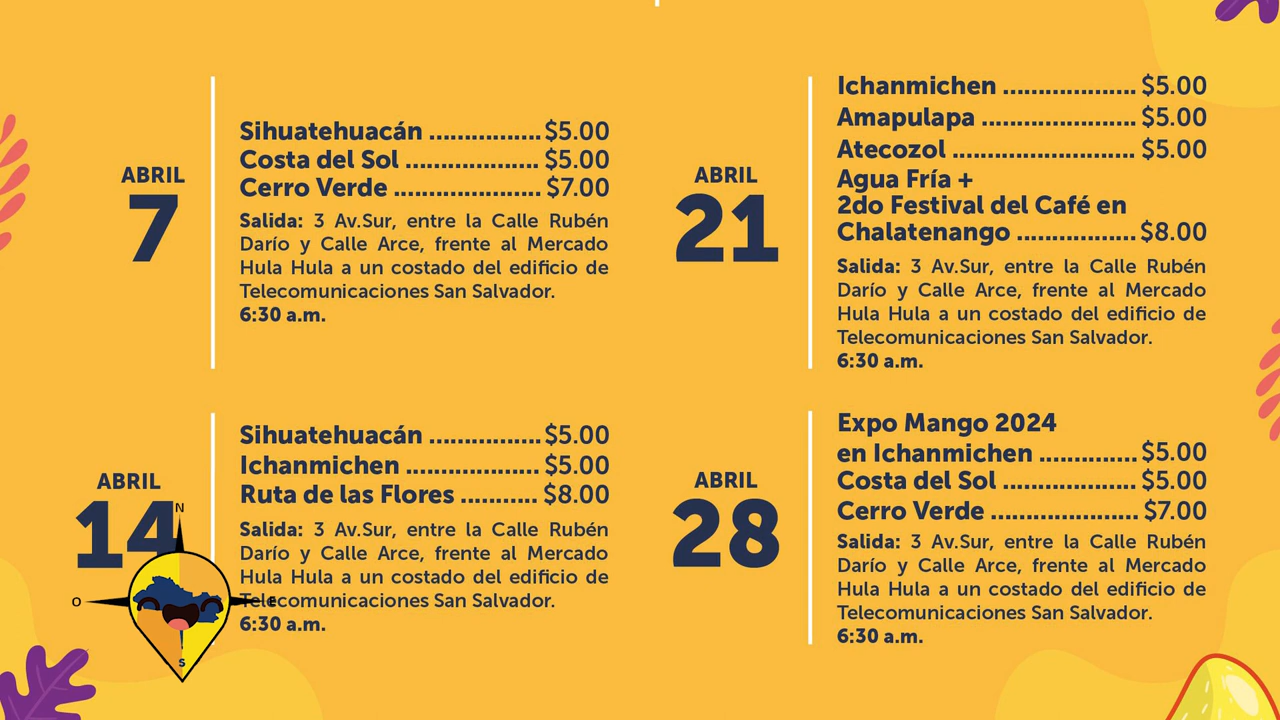 ABRIL
7
Sihuatehuacán ................ $5.00
Costa del Sol ................... $5.00
Cerro Verde ..................... $7.00
Salida: 3 Av.Sur, entre la Calle Rubén
Darío y Calle Arce, frente al Mercado
Hula Hula a un costado del edificio de
Telecomunicaciones San Salvador.
6:30 a.m.
ABRIL
14
Sihuatehuacán ................ $5.00
Ichanmichen ................... $5.00
Ruta de las Flores ........... $8.00
Salida: 3 Av.Sur, entre la Calle Rubén
Darío y Calle Arce, frente al Mercado
Hula Hula a un costado del edificio de
Telecomunicaciones San Salvador.
6:30 a.m.
N
O
E
S
ABRIL
21
Ichanmichen ................... $5.00
Amapulapa ...................... $5.00
Atecozol .......................... $5.00
Agua Fría +
2do Festival del Café en
Chalatenango ................. $8.00
Salida: 3 Av.Sur, entre la Calle Rubén
Darío y Calle Arce, frente al Mercado
Hula Hula a un costado del edificio de
Telecomunicaciones San Salvador.
6:30 a.m.
ABRIL
28
Expo Mango 2024
en Ichanmichen .............. $5.00
Costa del Sol ................... $5.00
Cerro Verde ..................... $7.00
Salida: 3 Av.Sur, entre la Calle Rubén
Darío y Calle Arce, frente al Mercado
Hula Hula a un costado del edificio de
Telecomunicaciones San Salvador.
6:30 a.m.